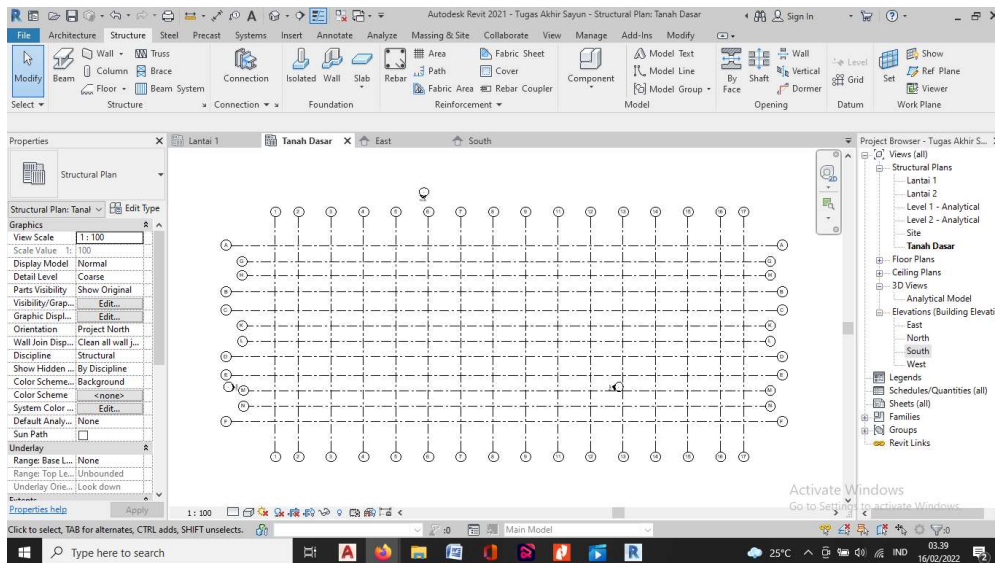 Autodesk Revit 2021 - Tugas Akhir Sayun - Structural Plan: Tanah Dasar
Sign In
File Architecture Structure Steel Precast Systems Insert Annotate Analyze Massing & Site Collaborate View Manage Add-Ins Modify
Modify
Beam
Wall
Truss
Column
Brace
Floor
Beam System
Connection
Isolated
Wall
Slab
Rebar
Area
Path
Fabric Area
Fabric Sheet
Cover
Rebar Coupler
Component
Model Text
Model Line
Model Group
By Face
Shaft
Wall
Vertical
Dormer
Level
Grid
Set
Show
Ref Plane
Viewer
Select
Structure
Connection
Foundation
Reinforcement
Model
Opening
Datum
Work Plane
Properties
Lantai 1
Tanah Dasar
East
South
Project Browser - Tugas Akhir S...
Structural Plan
Structural Plan: Tanal
Edit Type
Graphics
View Scale 1 : 100
Scale Value 1: 100
Display Model Normal
Detail Level Coarse
Parts Visibility Show Original
Visibility/Grap... Edit...
Graphic Displ... Edit...
Orientation Project North
Wall Join Disp... Clean all wall j...
Discipline Structural
Show Hidden ... By Discipline
Color Scheme... Background
Color Scheme <none>
System Color ... Edit...
Default Analy... None
Sun Path
Underlay
Range: Base L... None
Range: Top Le... Unbounded
Underlay Orie... Look down
Extents
Properties help
Apply
Views (all)
Structural Plans
Lantai 1
Lantai 2
Level 1 - Analytical
Level 2 - Analytical
Site
Tanah Dasar
Floor Plans
Ceiling Plans
3D Views
Analytical Model
Elevations (Building Elevati
East
North
South
West
Legends
Schedules/Quantities (all)
Sheets (all)
Families
Groups
Revit Links
Activate Windows
Go to Settings to activate Windows.
1 : 100
Click to select, TAB for alternates, CTRL adds, SHIFT unselects.
:0
Main Model
:0
Type here to search
25°C
IND
03.39
16/02/2022